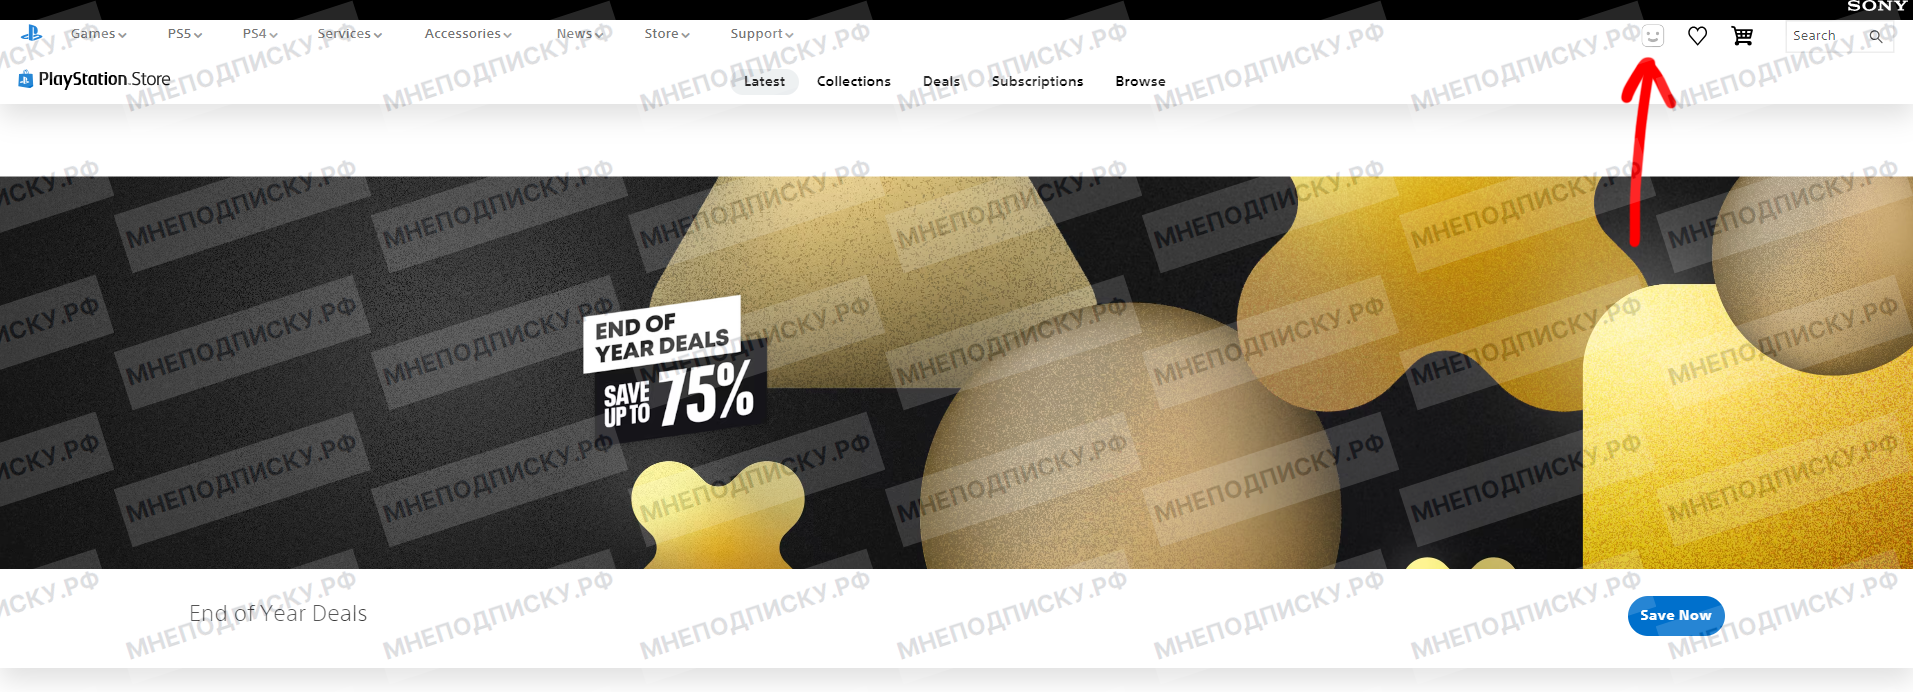 SONY
Games PS5 PS4 Services Accessories News Store Support Search
PlayStation.Store Latest Collections Deals Subscriptions Browse
END OF
YEAR DEALS
SAVE
UP TO 75%
End of Year Deals Save Now
МНЕПОДПИСКУ.РФ